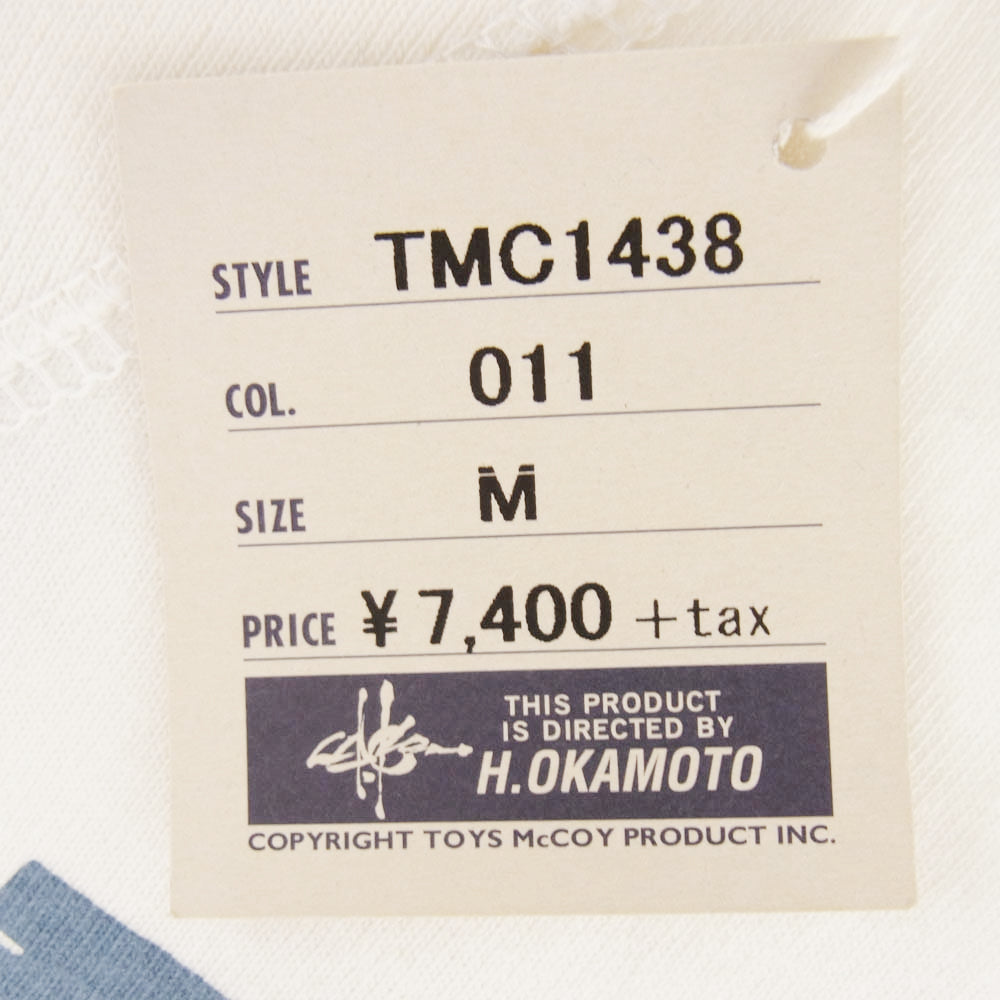 STYLE TMC1438
COL. 011
SIZE M
PRICE ¥7,400 +tax
THIS PRODUCT
IS DIRECTED BY
H.OKAMOTO
COPYRIGHT TOYS McCOY PRODUCT INC.